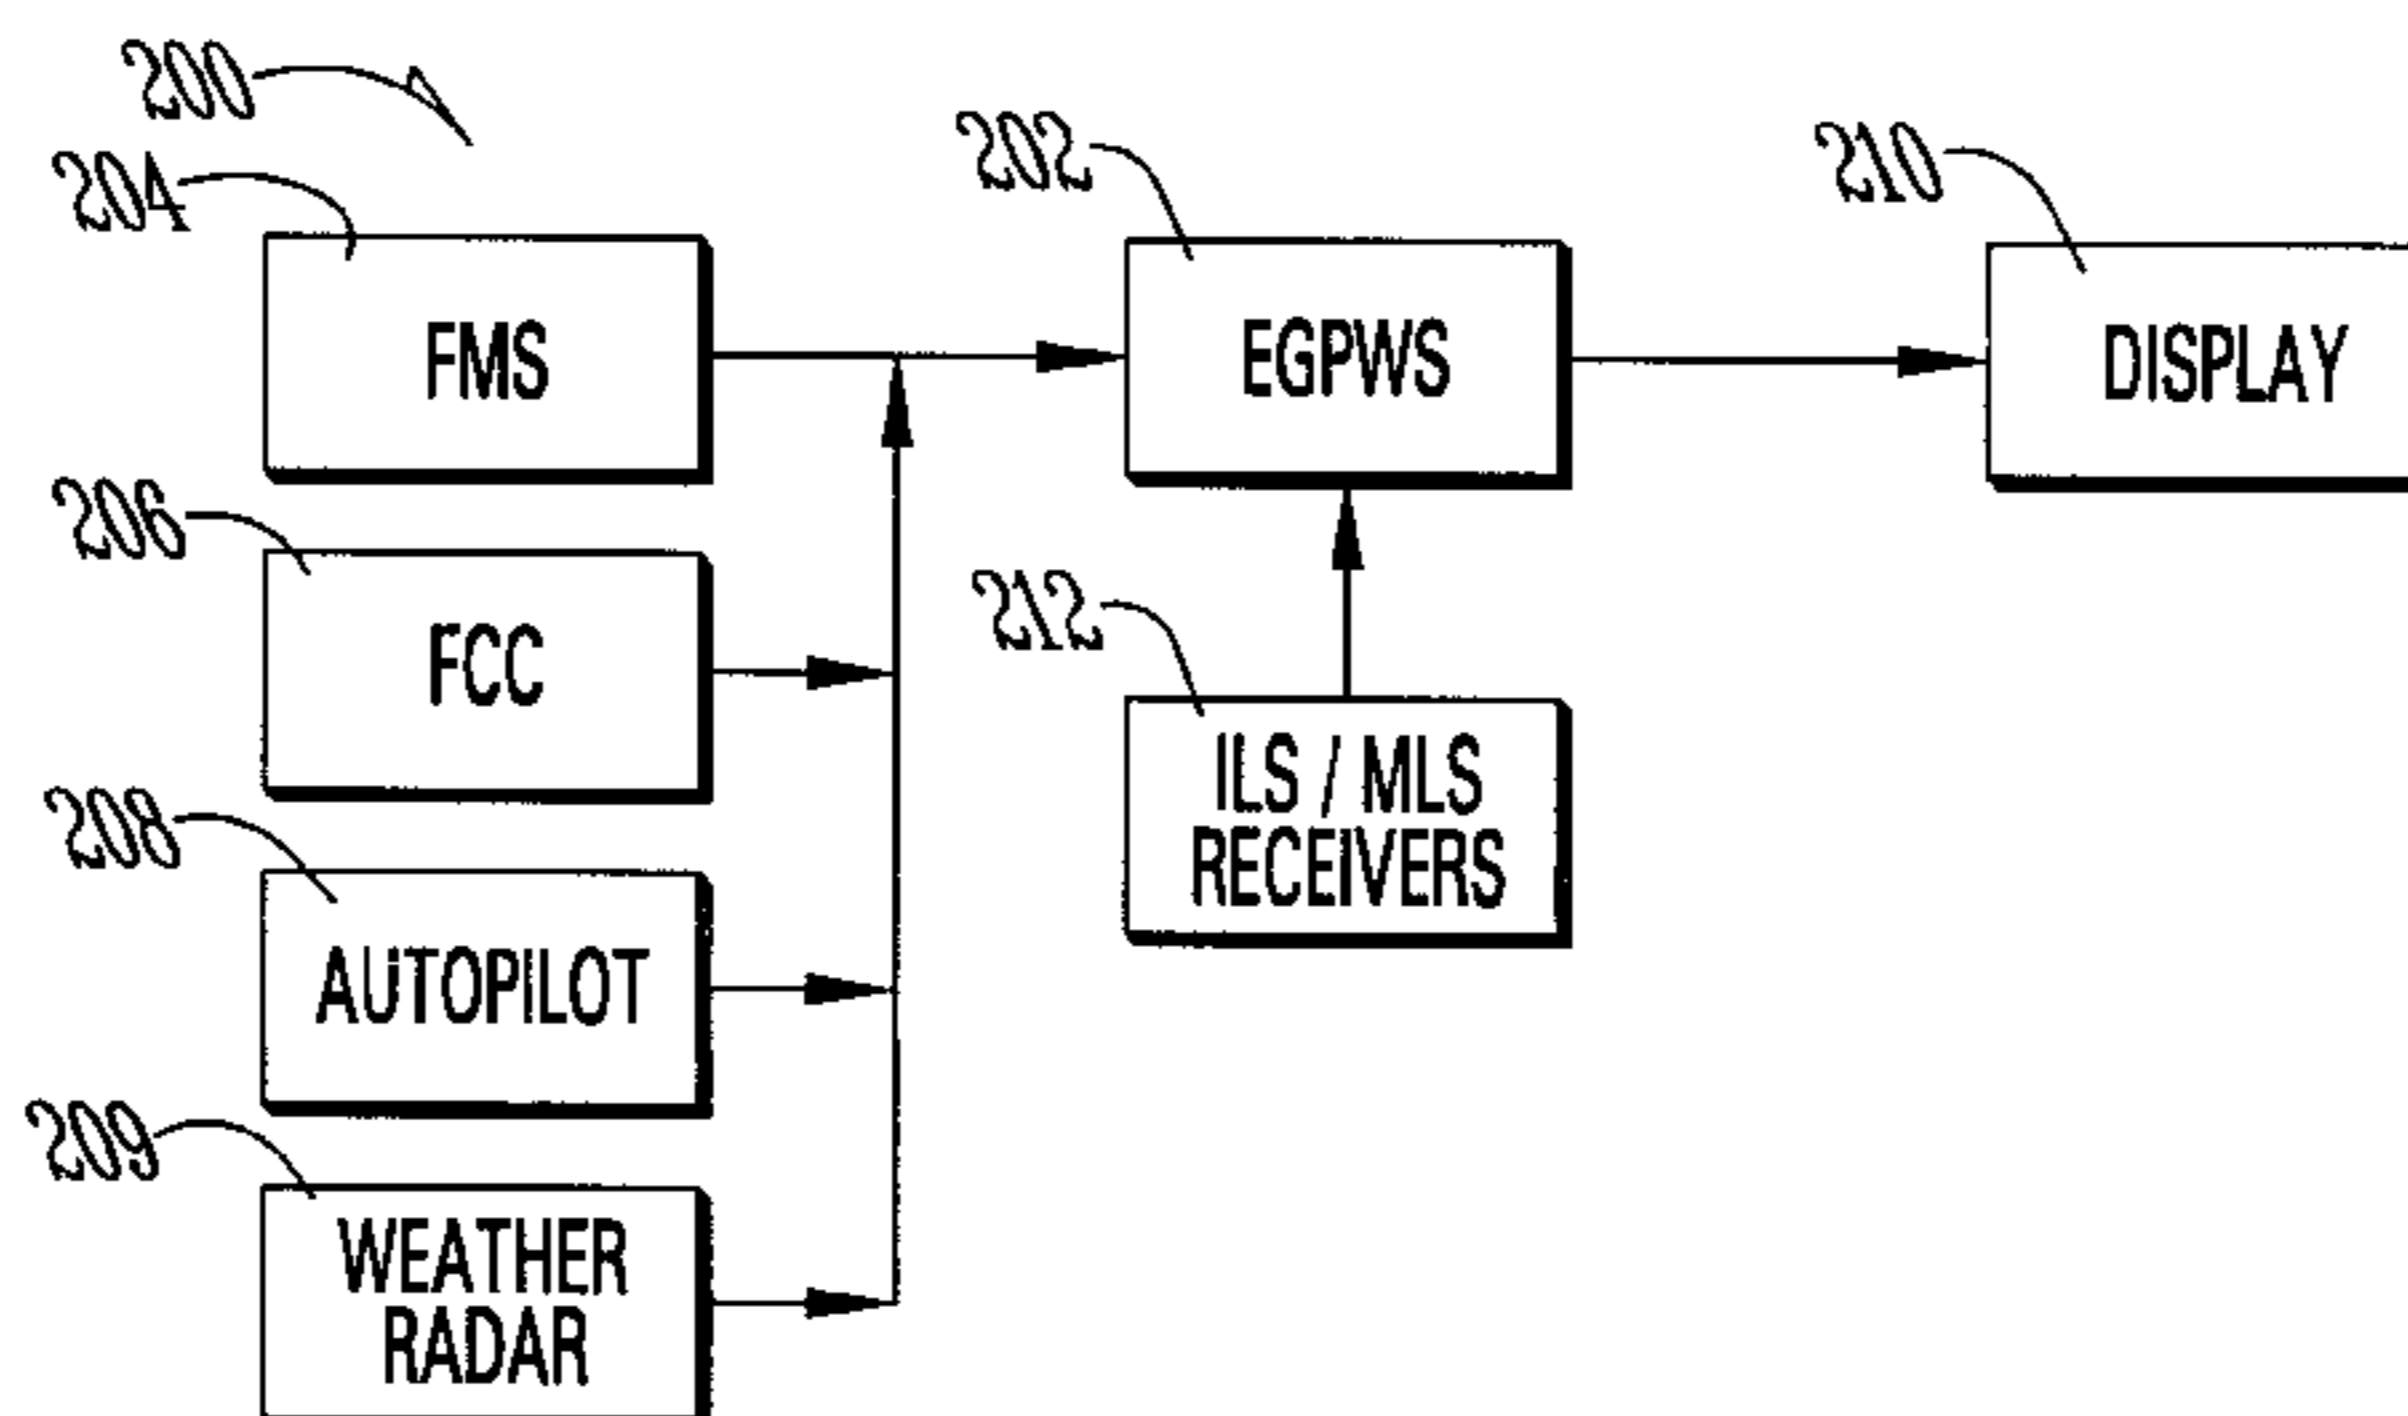 200
204
202
210
FMS
EGPWS
DISPLAY
206
FCC
212
ILS / MLS
RECEIVERS
208
AUTOPILOT
209
WEATHER
RADAR